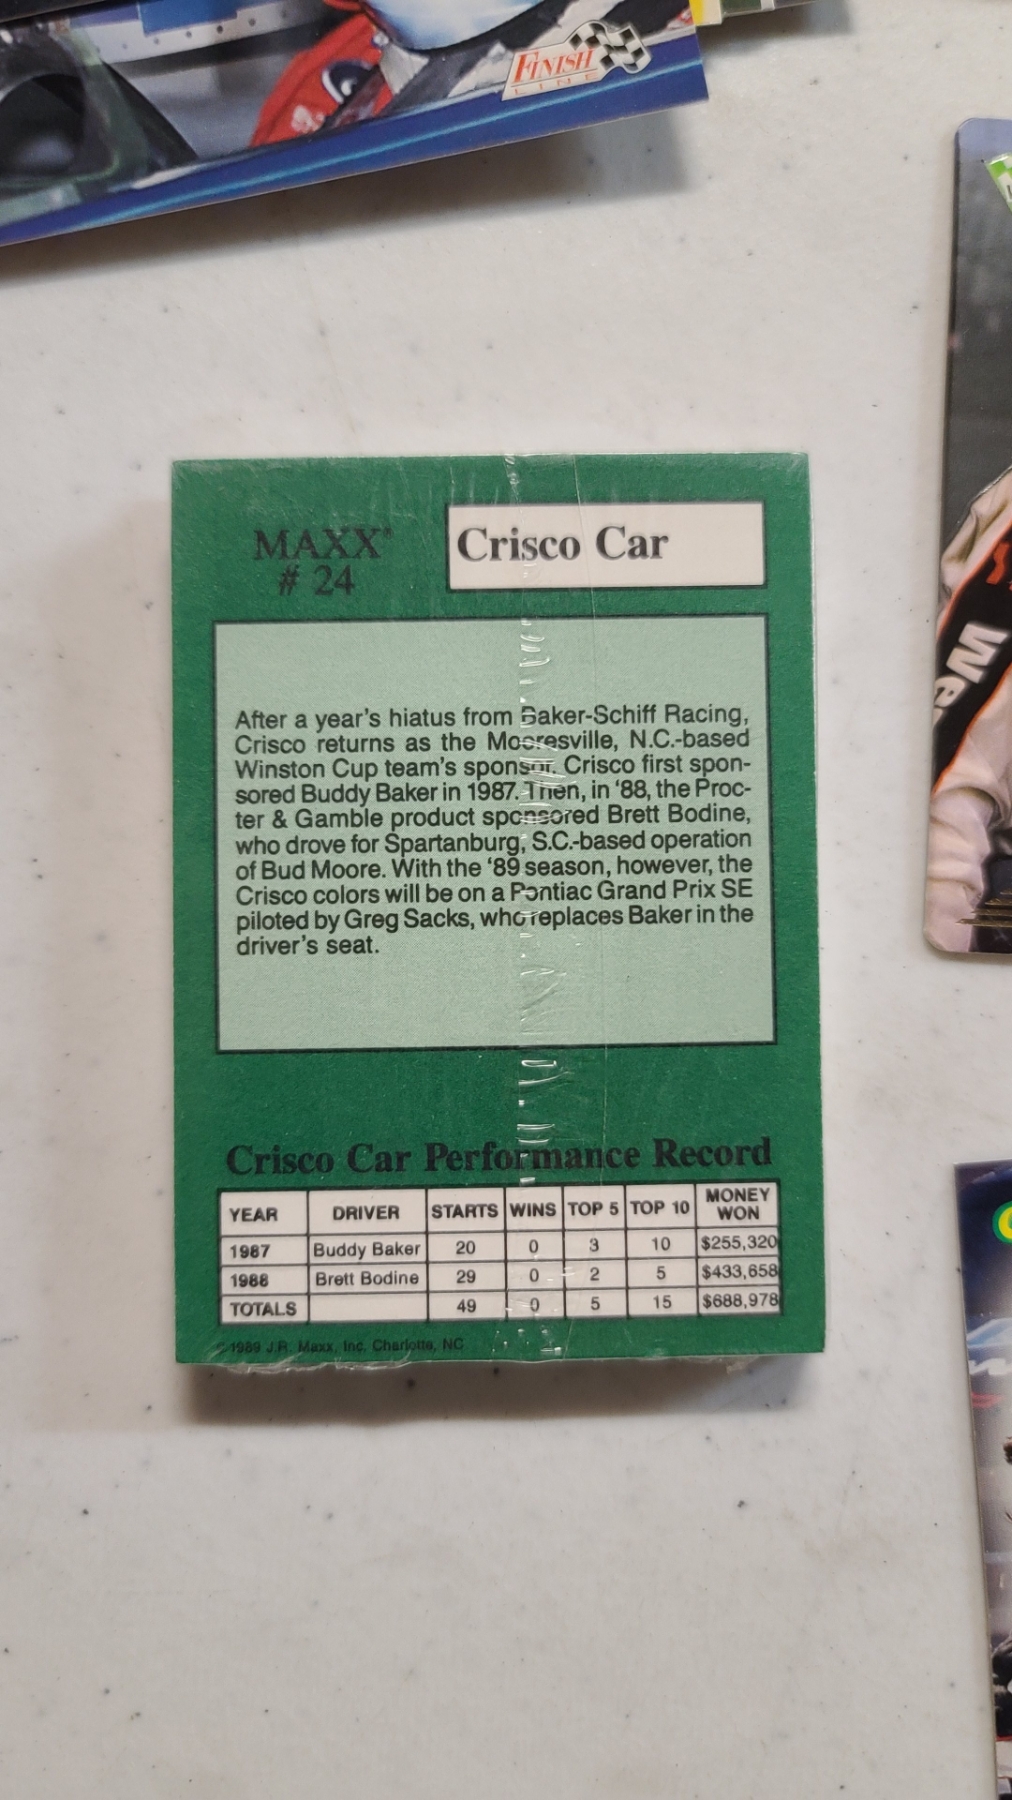 FINISH
LINE
We
MAXX®
# 24
Crisco Car
After a year's hiatus from Baker-Schiff Racing,
Crisco returns as the Mooresville, N.C.-based
Winston Cup team's sponsor. Crisco first spon-
sored Buddy Baker in 1987. Then, in '88, the Proc-
ter & Gamble product sponsored Brett Bodine,
who drove for Spartanburg, S.C.-based operation
of Bud Moore. With the '89 season, however, the
Crisco colors will be on a Pontiac Grand Prix SE
piloted by Greg Sacks, who replaces Baker in the
driver's seat.
Crisco Car Performance Record
YEAR DRIVER STARTS WINS TOP 5 TOP 10 MONEY WON
1987 Buddy Baker 20 0 3 10 $255,320
1988 Brett Bodine 29 0 2 5 $433,658
TOTALS 49 0 5 15 $688,978
©1989 J.R. Maxx, Inc. Charlotte, NC